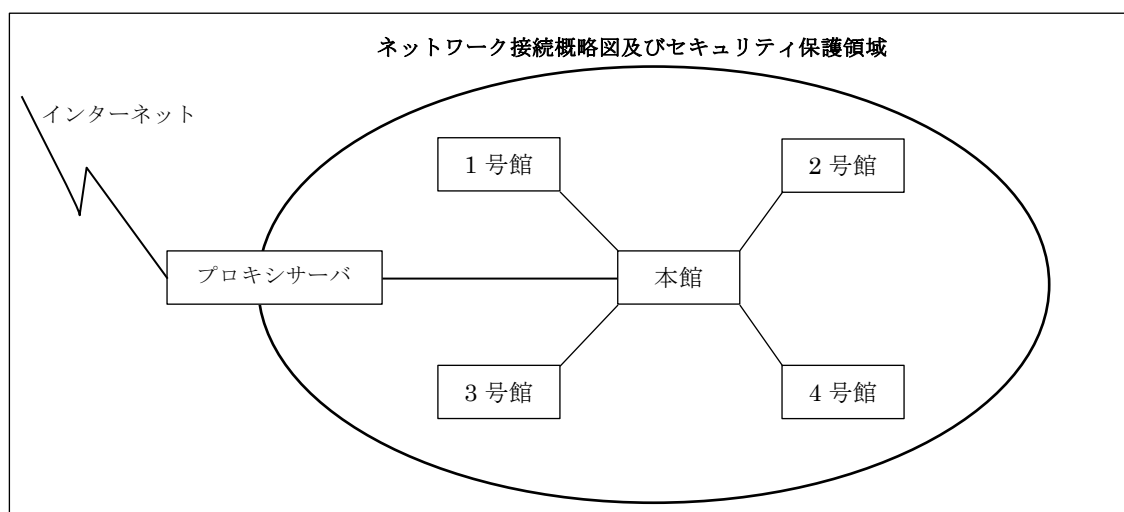 ネットワーク接続概略図及びセキュリティ保護領域
インターネット
1 号館
2 号館
プロキシサーバ
本館
3 号館
4 号館